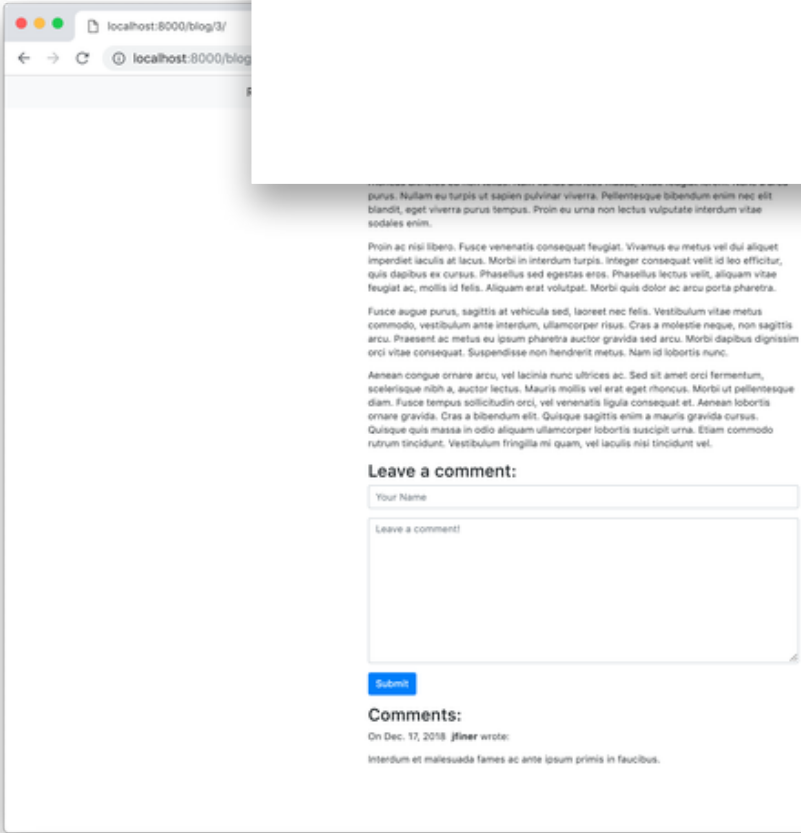 localhost:8000/blog/3/
localhost:8000/blog
purus. Nullam eu turpis ut sapien pulvinar viverra. Pellentesque bibendum enim nec elit
blandit, eget viverra purus tempus. Proin eu urna non lectus vulputate interdum vitae
sodales enim.
Proin ac nisi libero. Fusce venenatis consequat feugiat. Vivamus eu metus vel dui aliquet
imperdiet iaculis at lacus. Morbi in interdum turpis. Integer consequat velit id leo efficitur,
quis dapibus ex cursus. Phasellus sed egestas eros. Phasellus lectus velit, aliquam vitae
feugiat ac, mollis id felis. Aliquam erat volutpat. Morbi quis dolor ac arcu porta pharetra.
Fusce augue purus, sagittis at vehicula sed, laoreet nec felis. Vestibulum vitae metus
commodo, vestibulum ante interdum, ullamcorper risus. Cras a molestie neque, non sagittis
arcu. Praesent ac metus eu ipsum pharetra auctor gravida sed arcu. Morbi dapibus dignissim
orci vitae consequat. Suspendisse non hendrerit metus. Nam id lobortis nunc.
Aenean congue ornare arcu, vel lacinia nunc ultrices ac. Sed sit amet orci fermentum,
scelerisque nibh a, auctor lectus. Mauris mollis vel erat eget rhoncus. Morbi ut pellentesque
diam. Fusce tempus sollicitudin orci, vel venenatis ligula consequat et. Aenean lobortis
ornare gravida. Cras a bibendum elit. Quisque sagittis enim a mauris gravida cursus.
Quisque quis massa in odio aliquam ullamcorper lobortis suscipit urna. Etiam commodo
rutrum tincidunt. Vestibulum fringilla mi quam, vel iaculis nisi tincidunt vel.
Leave a comment:
Your Name
Leave a comment!
Submit
Comments:
On Dec. 17, 2018 jfiner wrote:
Interdum et malesuada fames ac ante ipsum primis in faucibus.